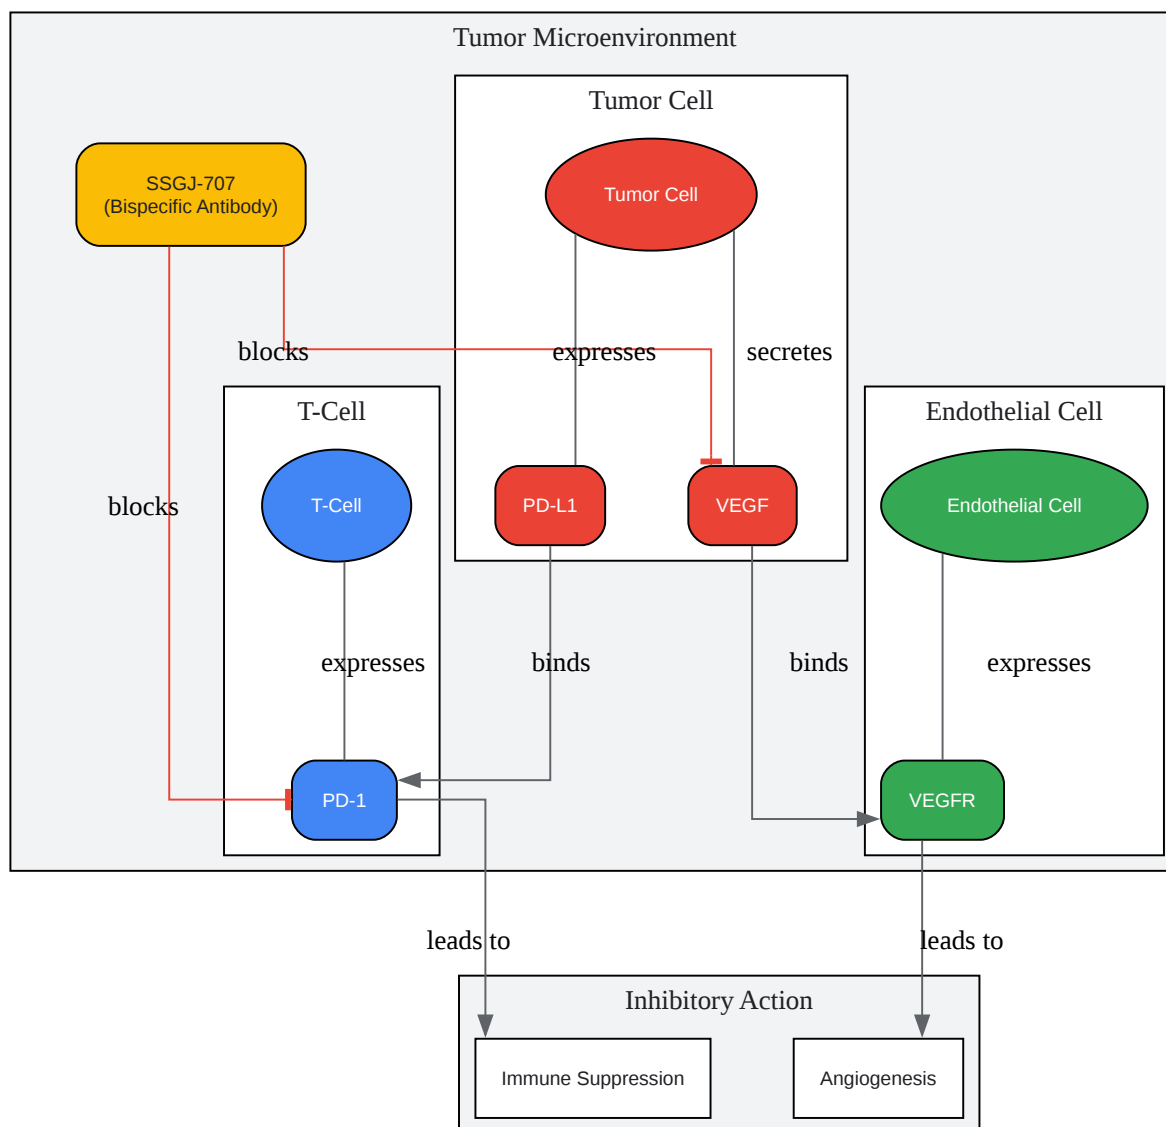 Tumor Microenvironment
Tumor Cell
SSGJ-707
(Bispecific Antibody)
Tumor Cell
blocks
expresses
secretes
T-Cell
Endothelial Cell
blocks
T-Cell
PD-L1
VEGF
Endothelial Cell
expresses
binds
binds
expresses
PD-1
VEGFR
leads to
leads to
Inhibitory Action
Immune Suppression
Angiogenesis